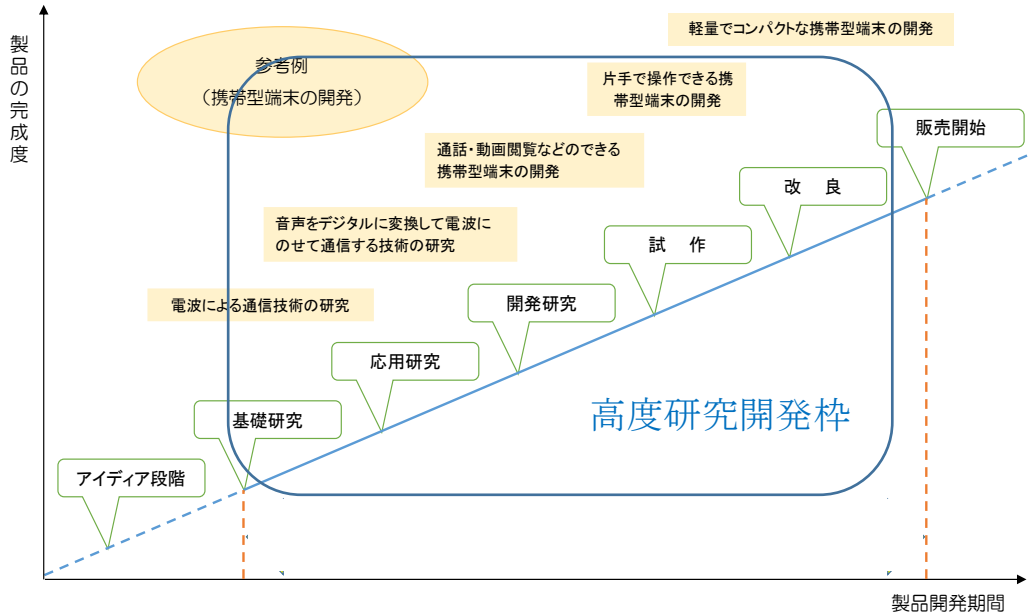 製品の完成度
軽量でコンパクトな携帯型端末の開発
参考例
（携帯型端末の開発）
片手で操作できる携
帯型端末の開発
販売開始
通話・動画閲覧などのできる
携帯型端末の開発
改　良
音声をデジタルに変換して電波に
のせて通信する技術の研究
試　作
電波による通信技術の研究
開発研究
応用研究
高度研究開発枠
基礎研究
アイディア段階
製品開発期間